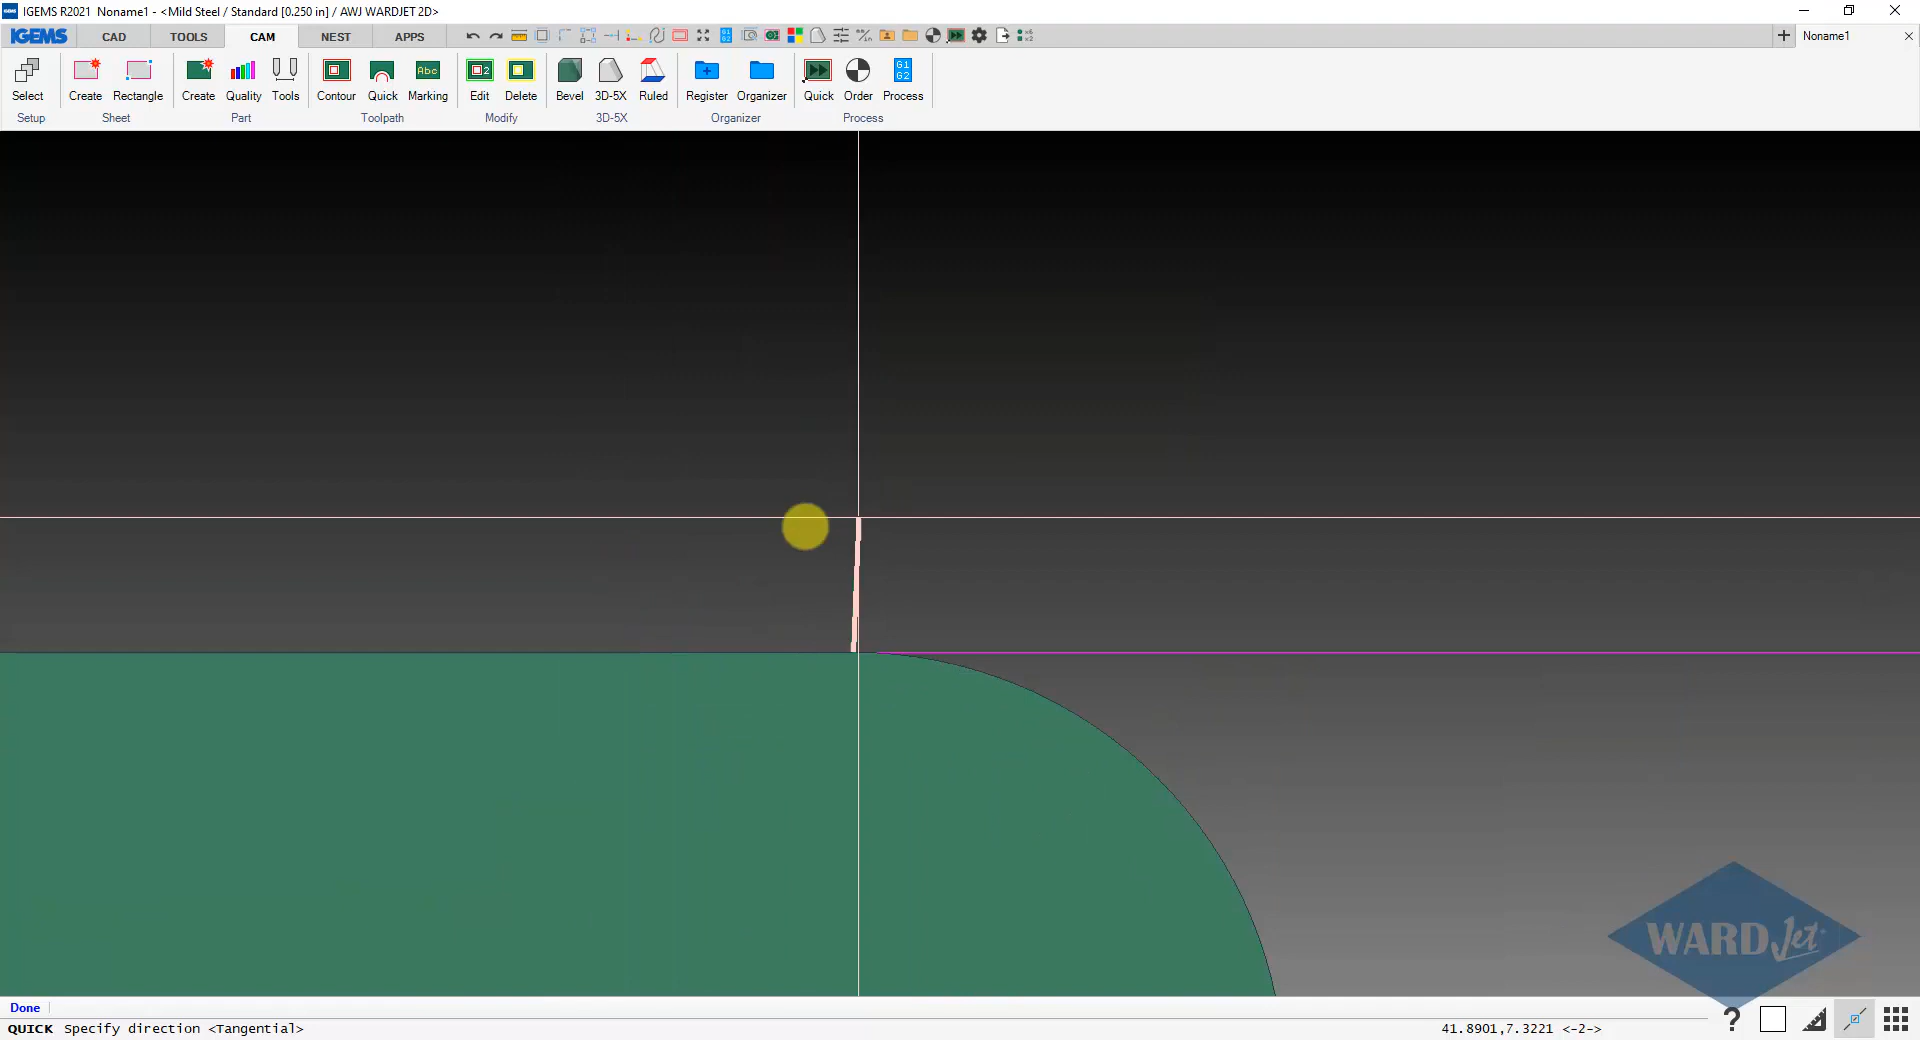 IGEMS R2021 Noname1 - <Mild Steel / Standard [0.250 in] / AWJ WARDJET 2D>
IGEMS CAD TOOLS CAM NEST APPS Noname1
Select Create Rectangle Create Quality Tools Contour Quick Marking Edit Delete Bevel 3D-5X Ruled Register Organizer Quick Order Process
Setup Sheet Part Toolpath Modify 3D-5X Organizer Process
WARDJet
Done
QUICK Specify direction <Tangential> 41.8901,7.3221 <-2->